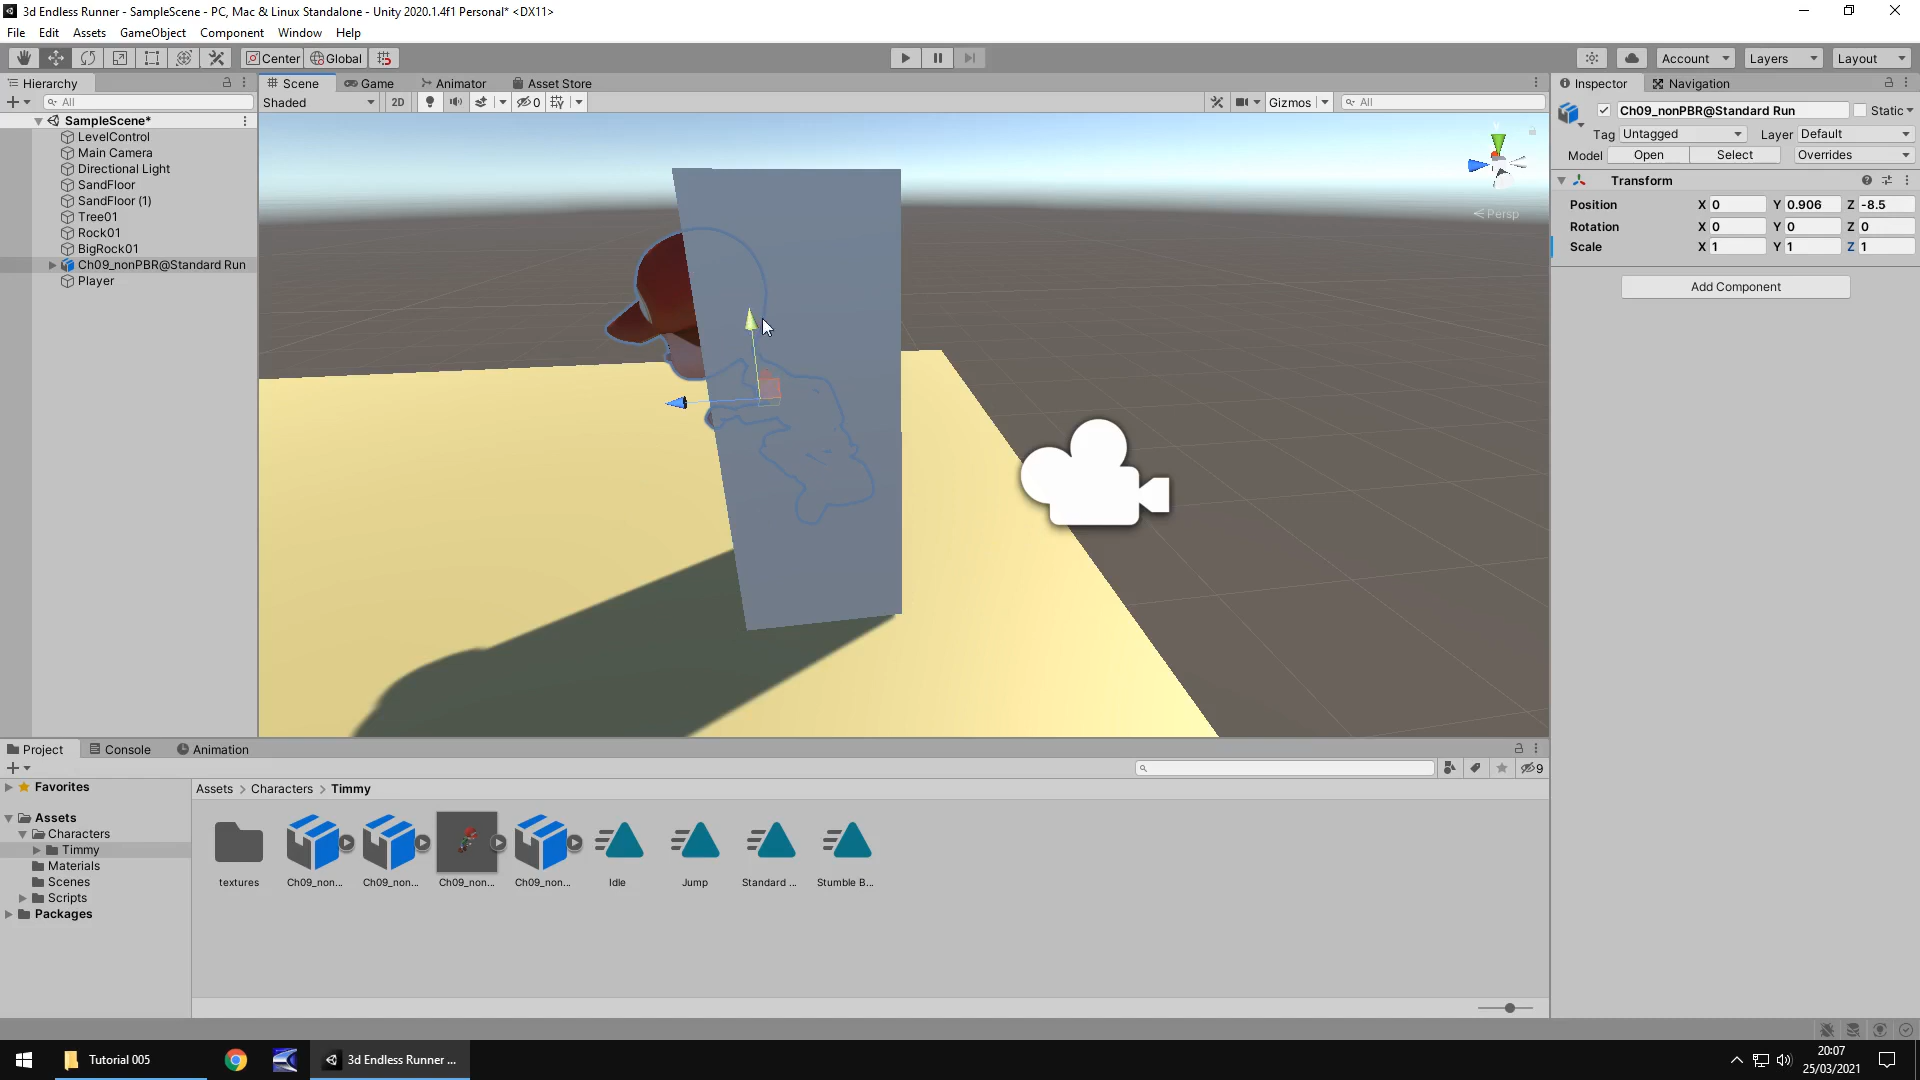 3d Endless Runner - SampleScene - PC, Mac & Linux Standalone - Unity 2020.1.4f1 Personal* <DX11>
File Edit Assets GameObject Component Window Help
Center Global Account Layers Layout
Hierarchy Scene Game Animator Asset Store Inspector Navigation
All Shaded 2D 0 Gizmos All
SampleScene*
LevelControl
Main Camera
Directional Light
SandFloor
SandFloor (1)
Tree01
Rock01
BigRock01
Ch09_nonPBR@Standard Run
Player
Persp
Ch09_nonPBR@Standard Run Static
Tag Untagged Layer Default
Model Open Select Overrides
Transform
Position X 0 Y 0.906 Z -8.5
Rotation X 0 Y 0 Z 0
Scale X 1 Y 1 Z 1
Add Component
Project Console Animation
9
Favorites
Assets
Characters
Timmy
Materials
Scenes
Scripts
Packages
Assets > Characters > Timmy
textures Ch09_non... Ch09_non... Ch09_non... Ch09_non... Idle Jump Standard ... Stumble B...
Tutorial 005 3d Endless Runner ...
20:07
25/03/2021